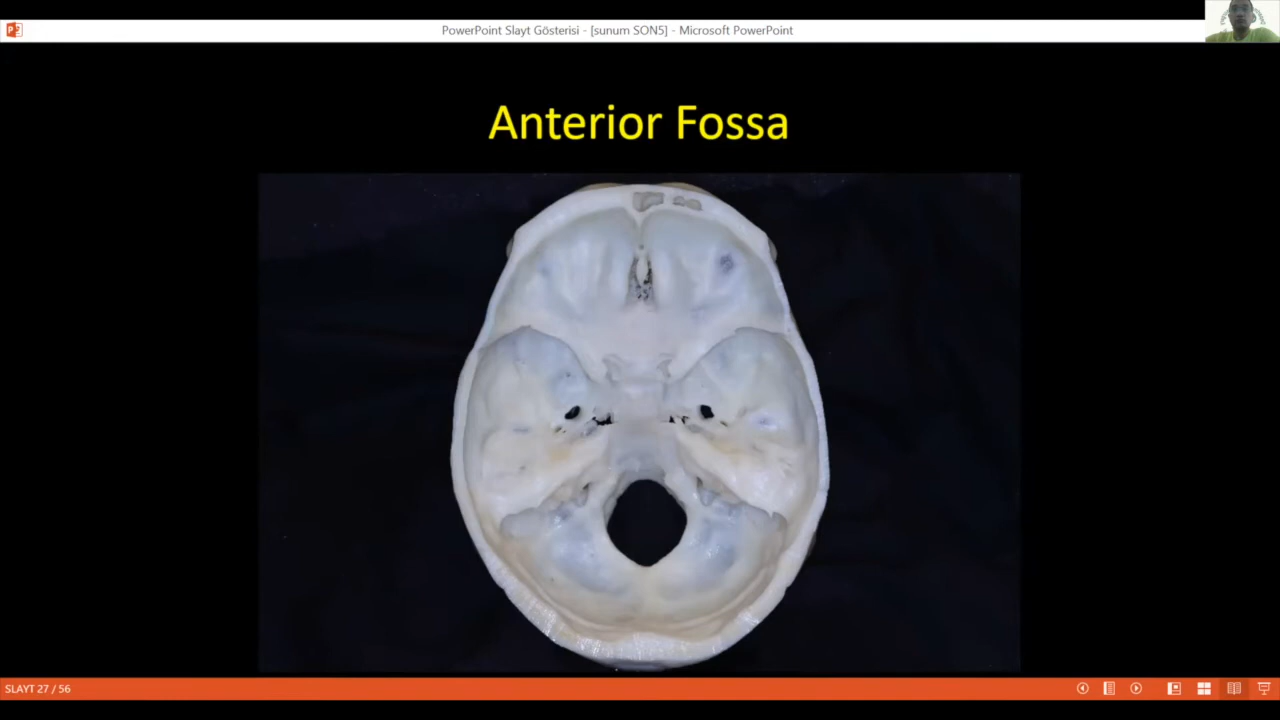 PowerPoint Slayt Gösterisi - [sunum SON5] - Microsoft PowerPoint
Anterior Fossa
SLAYT 27 / 56